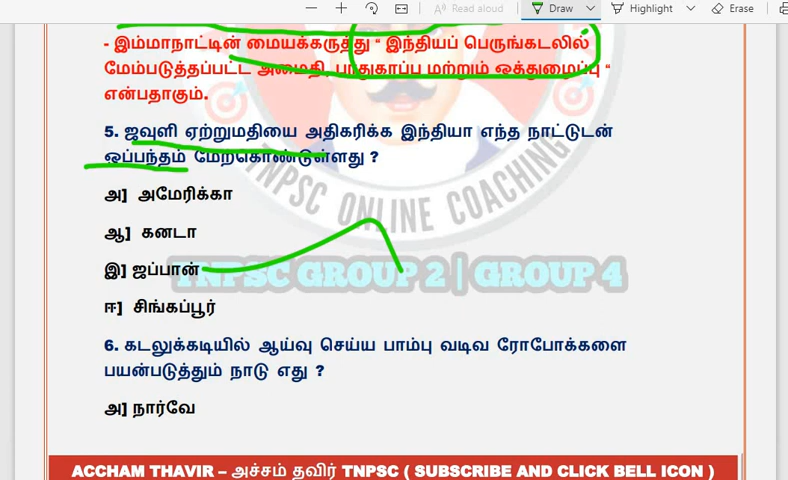 Read aloud
Draw
Highlight
Erase
- இம்மாநாட்டின் மையக்கருத்து “ இந்தியப் பெருங்கடலில்
மேம்படுத்தப்பட்ட அமைதி, பாதுகாப்பு மற்றும் ஒத்துழைப்பு “
என்பதாகும்.
5. ஜவுளி ஏற்றுமதியை அதிகரிக்க இந்தியா எந்த நாட்டுடன்
ஒப்பந்தம் மேற்கொண்டுள்ளது ?
அ] அமேரிக்கா
ஆ] கனடா
இ] ஜப்பான்
ஈ] சிங்கப்பூர்
6. கடலுக்கடியில் ஆய்வு செய்ய பாம்பு வடிவ ரோபோக்களை
பயன்படுத்தும் நாடு எது ?
அ] நார்வே
TNPSC ONLINE COACHING
TNPSC GROUP 2 | GROUP 4
ACCHAM THAVIR – அச்சம் தவிர் TNPSC ( SUBSCRIBE AND CLICK BELL ICON )